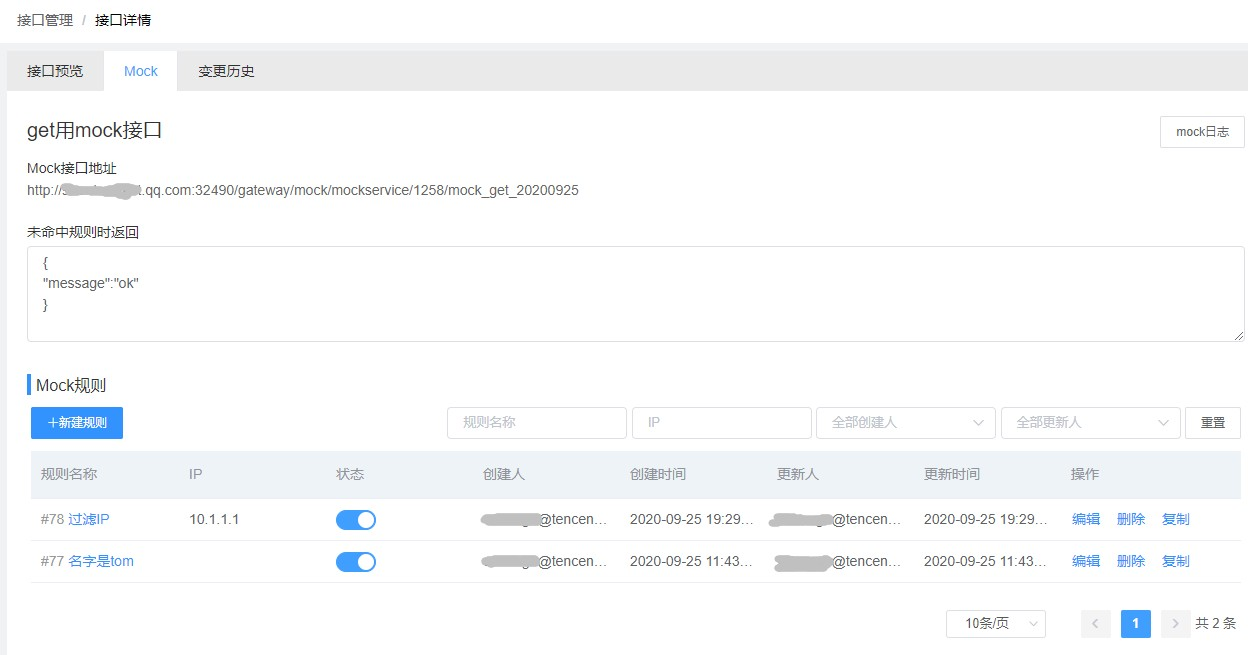 接口管理 / 接口详情
接口预览 Mock 变更历史
get用mock接口 mock日志
Mock接口地址
http:// .qq.com:32490/gateway/mock/mockservice/1258/mock_get_20200925
未命中规则时返回
{
"message":"ok"
}
Mock规则
＋新建规则 规则名称 IP 全部创建人 全部更新人 重置
规则名称 IP 状态 创建人 创建时间 更新人 更新时间 操作
#78 过滤IP 10.1.1.1 @tencen... 2020-09-25 19:29... @tencen... 2020-09-25 19:29... 编辑 删除 复制
#77 名字是tom @tencen... 2020-09-25 11:43... @tencen... 2020-09-25 11:43... 编辑 删除 复制
10条/页 < 1 > 共 2 条